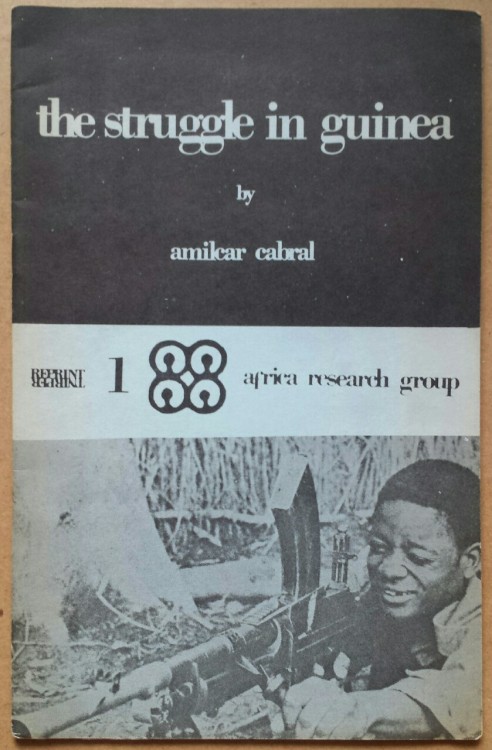 the struggle in guinea
by
amilcar cabral
REPRINT 1 africa research group